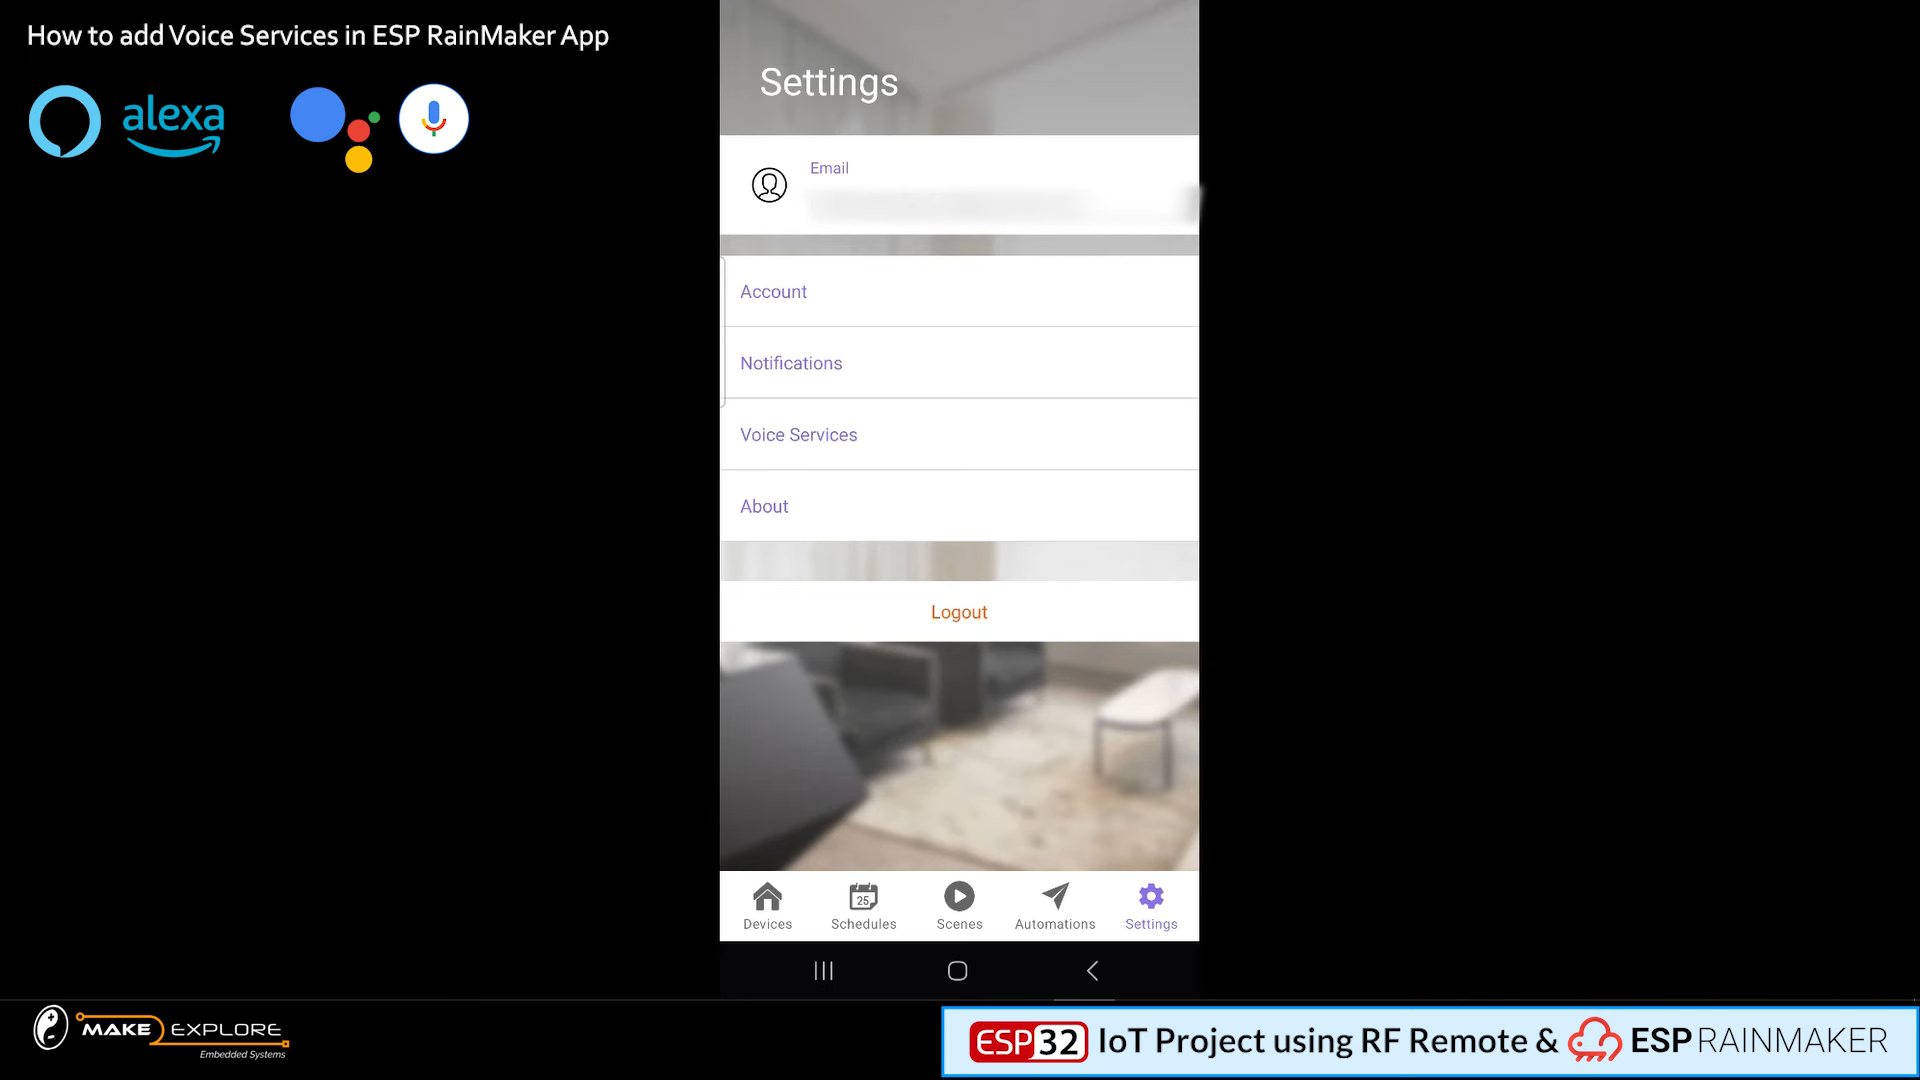 How to add Voice Services in ESP RainMaker App
alexa
Settings
Email
Account
Notifications
Voice Services
About
Logout
25
Devices
Schedules
Scenes
Automations
Settings
MAKE EXPLORE
Embedded Systems
ESP32 IoT Project using RF Remote & ESP RAINMAKER